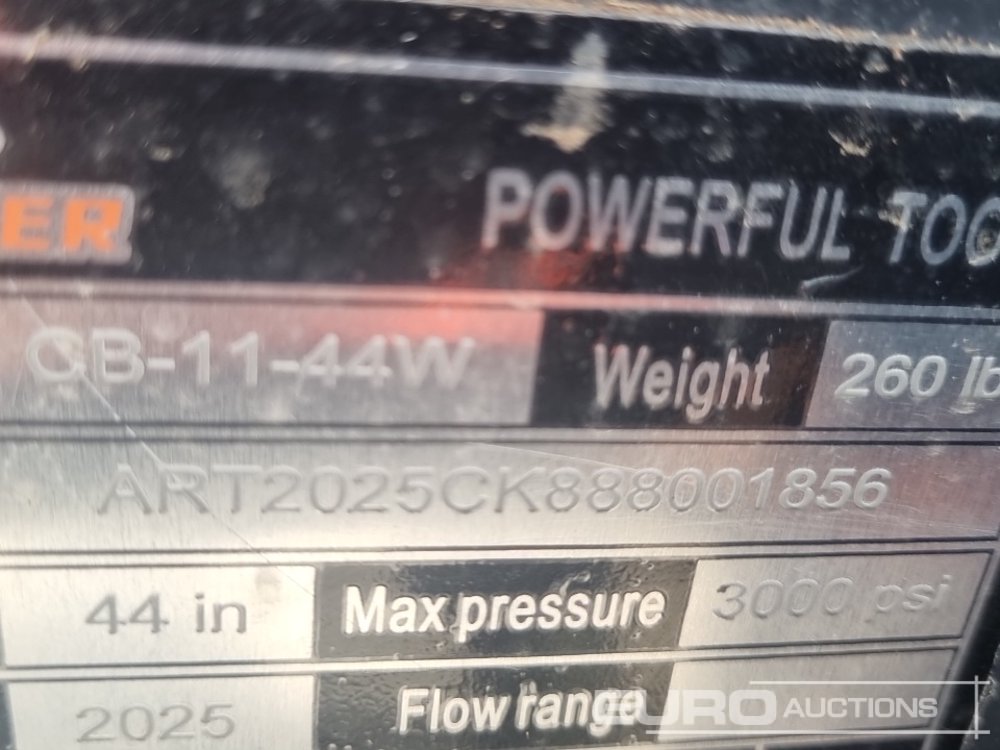 ER POWERFUL TOO
GB-11-44W Weight 260 lb
ART2025CK888001856
44 in Max pressure 3000 psi
2025 Flow range
EURO AUCTIONS